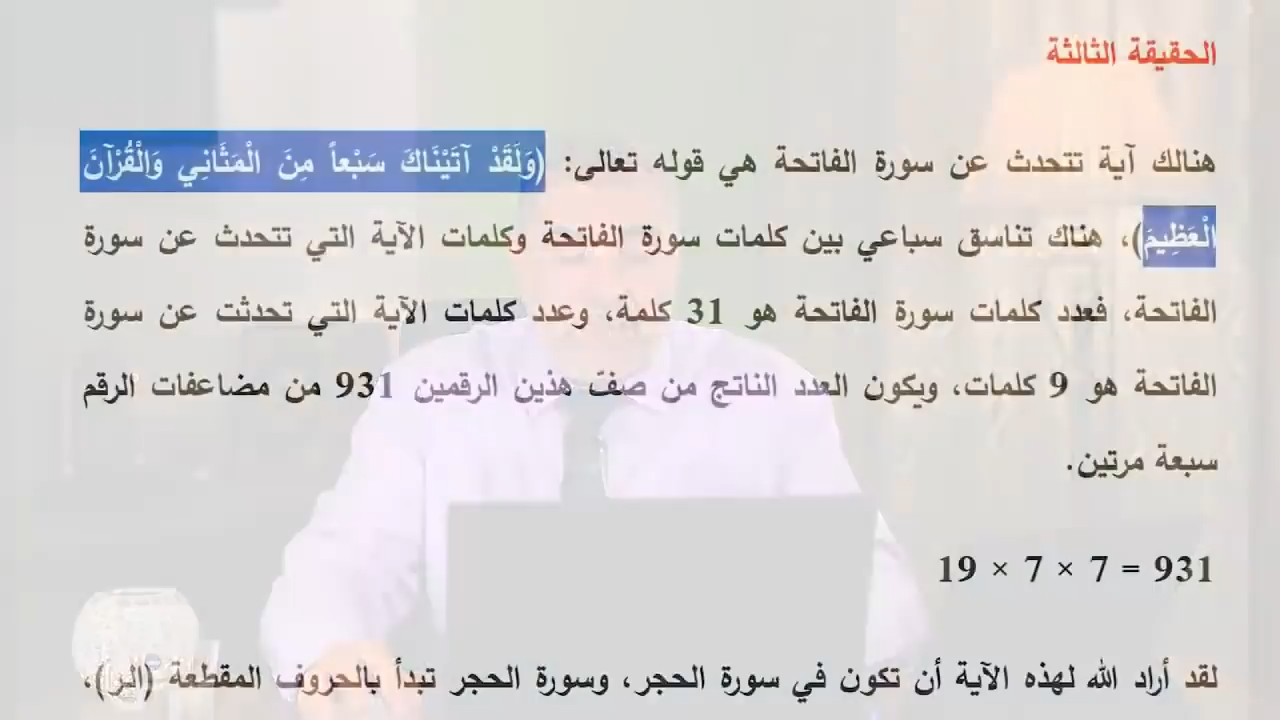 الحقيقة الثالثة
هنالك آية تتحدث عن سورة الفاتحة هي قوله تعالى: (وَلَقَدْ آتَيْنَاكَ سَبْعاً مِنَ الْمَثَانِي وَالْقُرْآنَ
الْعَظِيمَ)، هناك تناسق سباعي بين كلمات سورة الفاتحة وكلمات الآية التي تتحدث عن سورة
الفاتحة، فعدد كلمات سورة الفاتحة هو 31 كلمة، وعدد كلمات الآية التي تحدثت عن سورة
الفاتحة هو 9 كلمات، ويكون العدد الناتج من صفّ هذين الرقمين 931 من مضاعفات الرقم
سبعة مرتين.
19 × 7 × 7 = 931
لقد أراد الله لهذه الآية أن تكون في سورة الحجر، وسورة الحجر تبدأ بالحروف المقطعة (الر)،